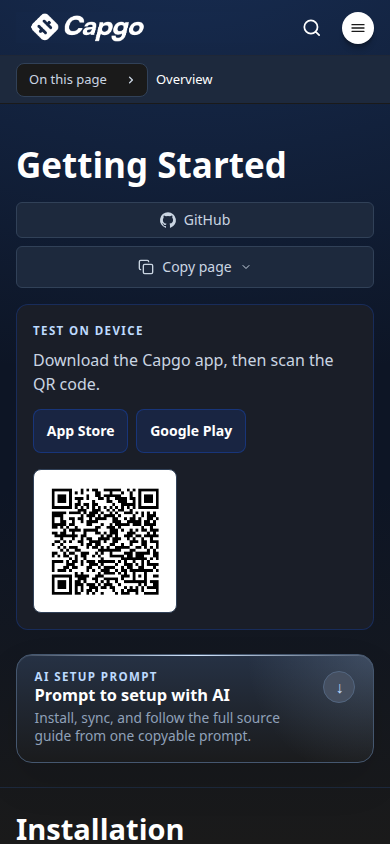 Capgo
On this page
Overview
Getting Started
GitHub
Copy page
TEST ON DEVICE
Download the Capgo app, then scan the
QR code.
App Store
Google Play
AI SETUP PROMPT
Prompt to setup with AI
↓
Install, sync, and follow the full source
guide from one copyable prompt.
Installation